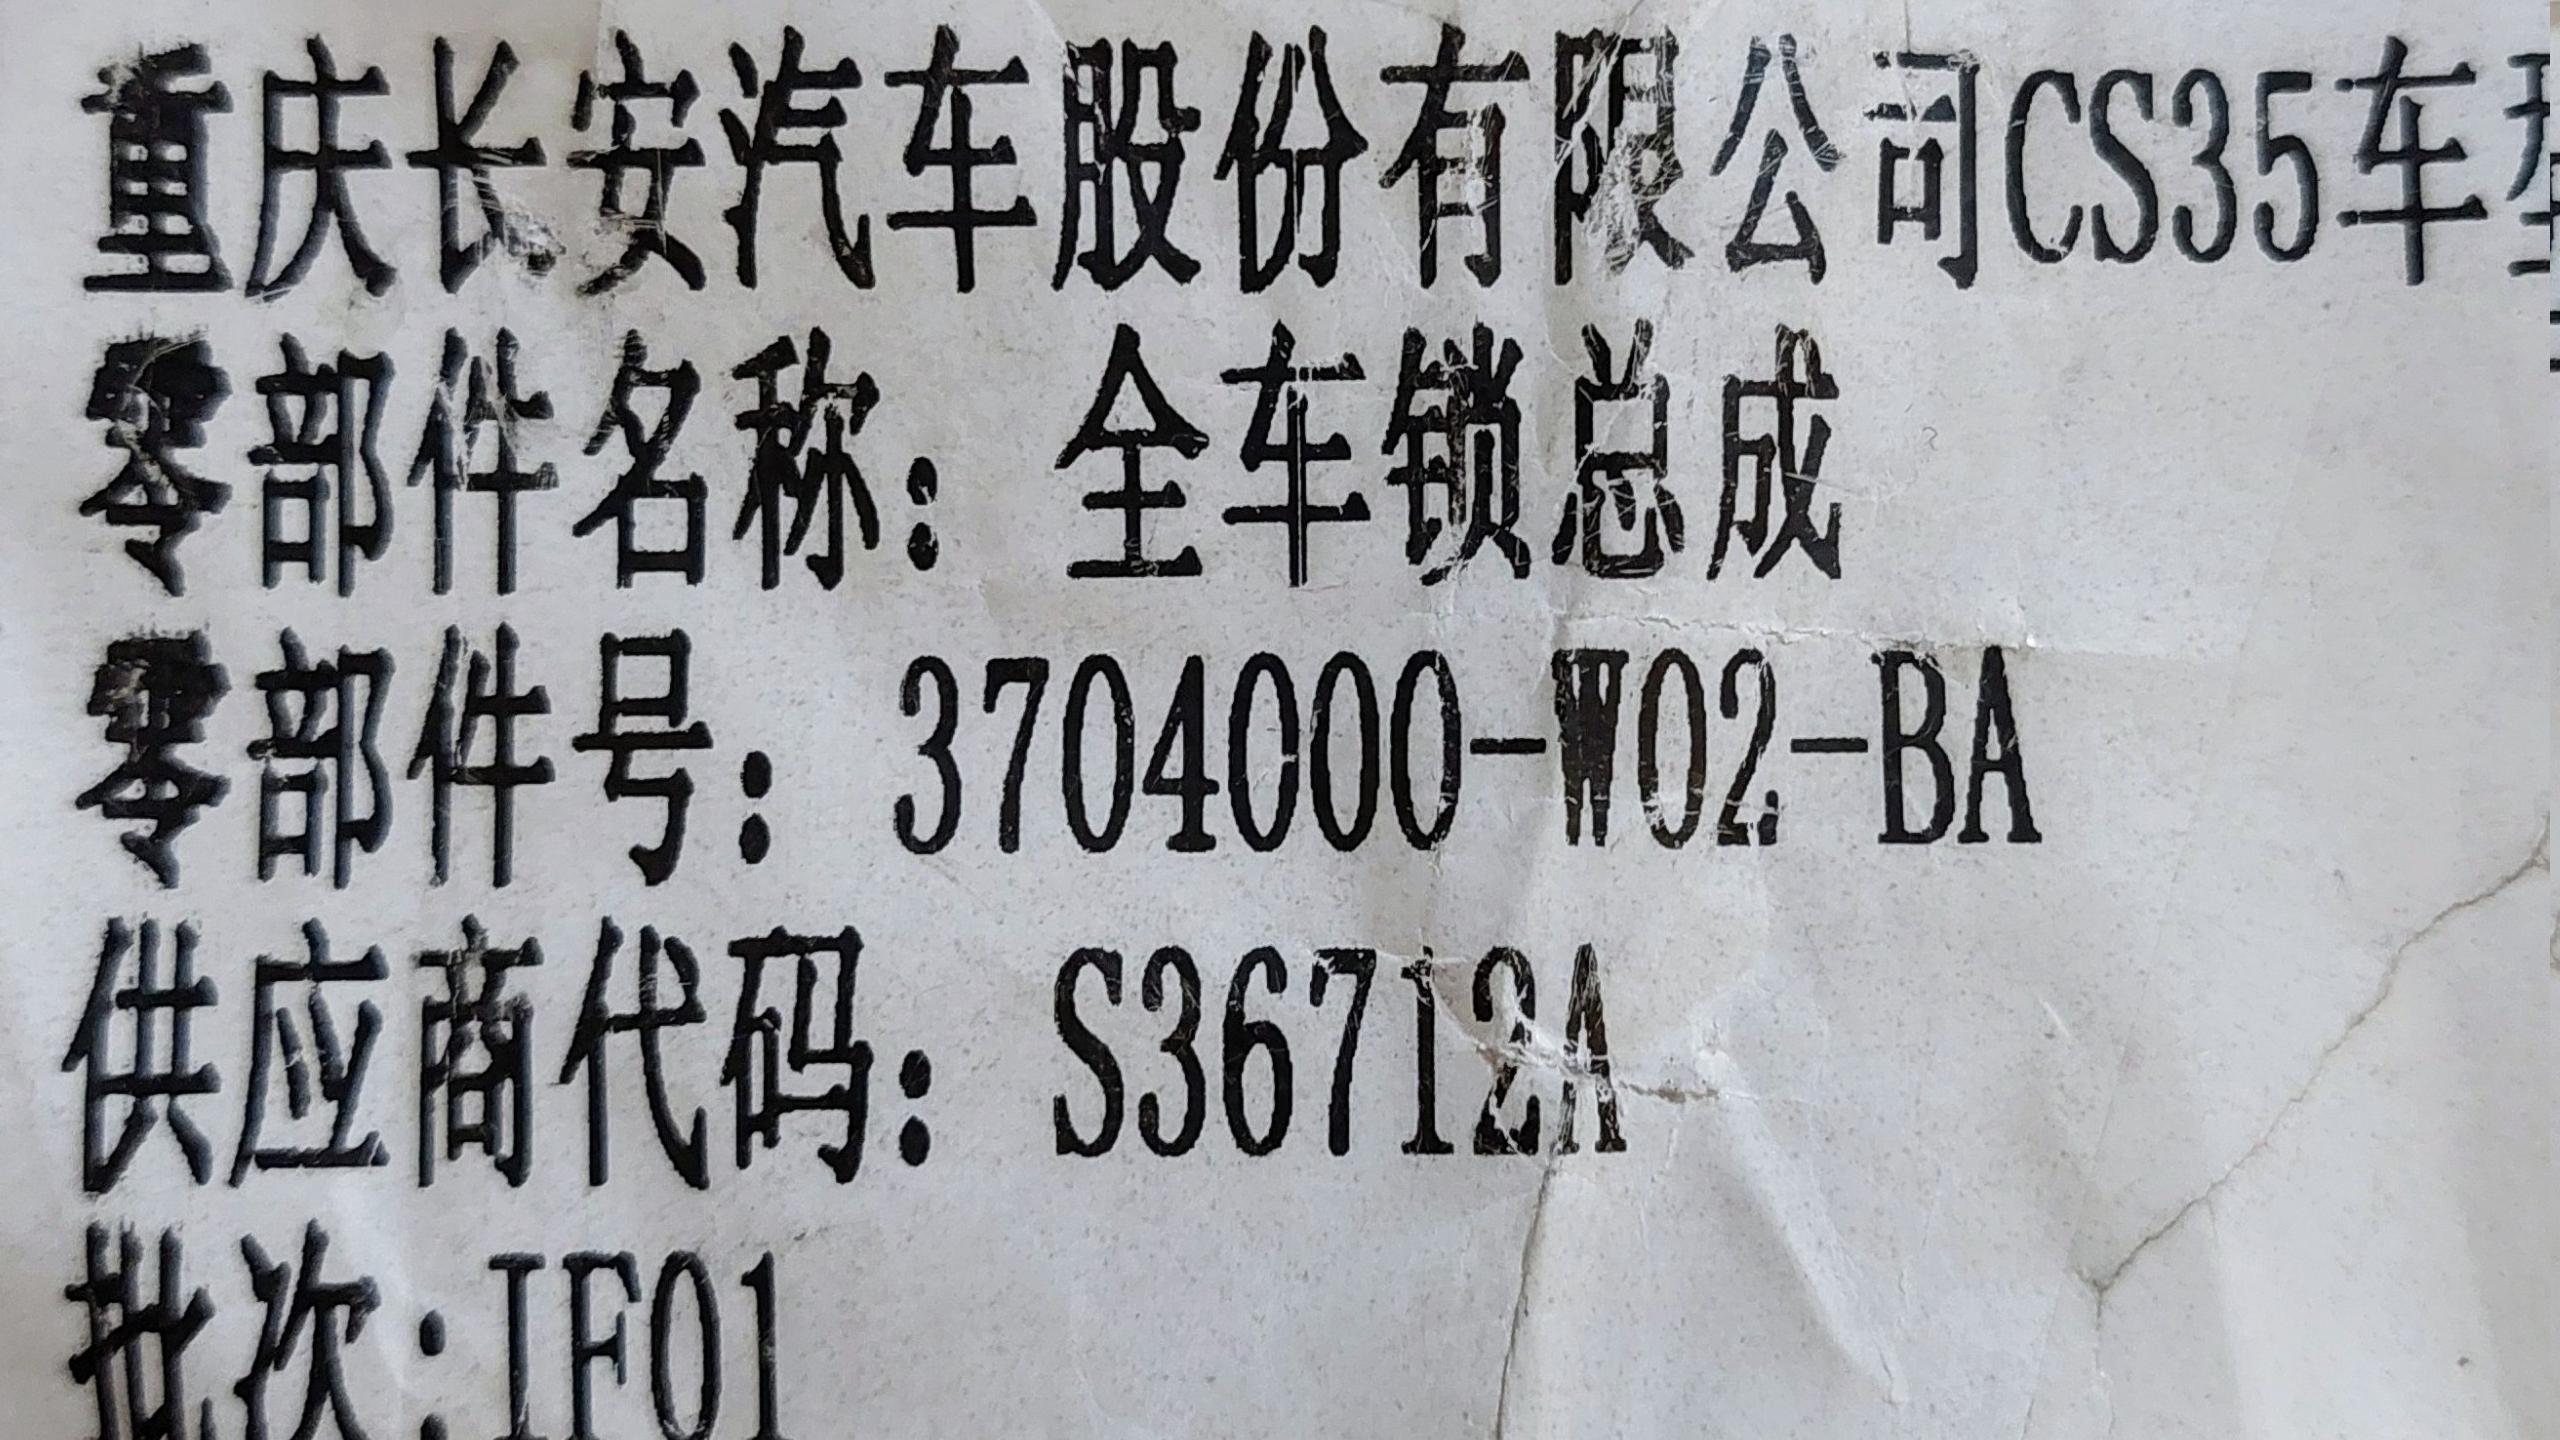 重庆长安汽车股份有限公司CS35车型
零部件名称：全车锁总成
零部件号：3704000-W02-BA
供应商代码：S36712A
批次:IF01